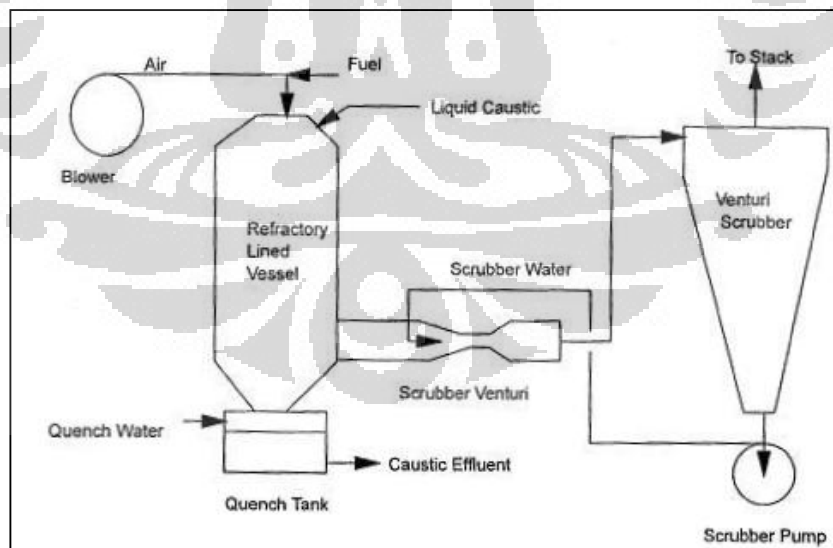 Air
Fuel
To Stack
Liquid Caustic
Blower
Refractory
Lined
Vessel
Venturi
Scrubber
Scrubber Water
Scrubber Venturi
Quench Water
Caustic Effluent
Quench Tank
Scrubber Pump